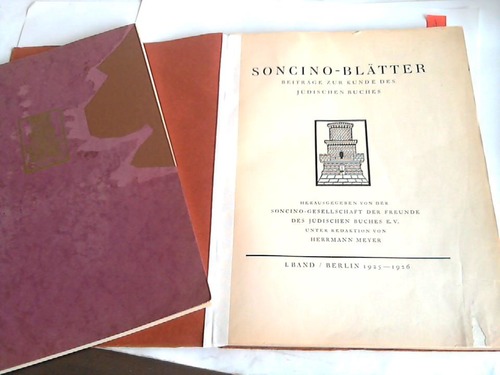 SONCINO-BLÄTTER
BEITRÄGE ZUR KUNDE DES
JÜDISCHEN BUCHES
HERAUSGEGEBEN VON DER
SONCINO-GESELLSCHAFT DER FREUNDE
DES JÜDISCHEN BUCHES E.V.
UNTER REDAKTION VON
HERRMANN MEYER
I. BAND / BERLIN 1925—1926